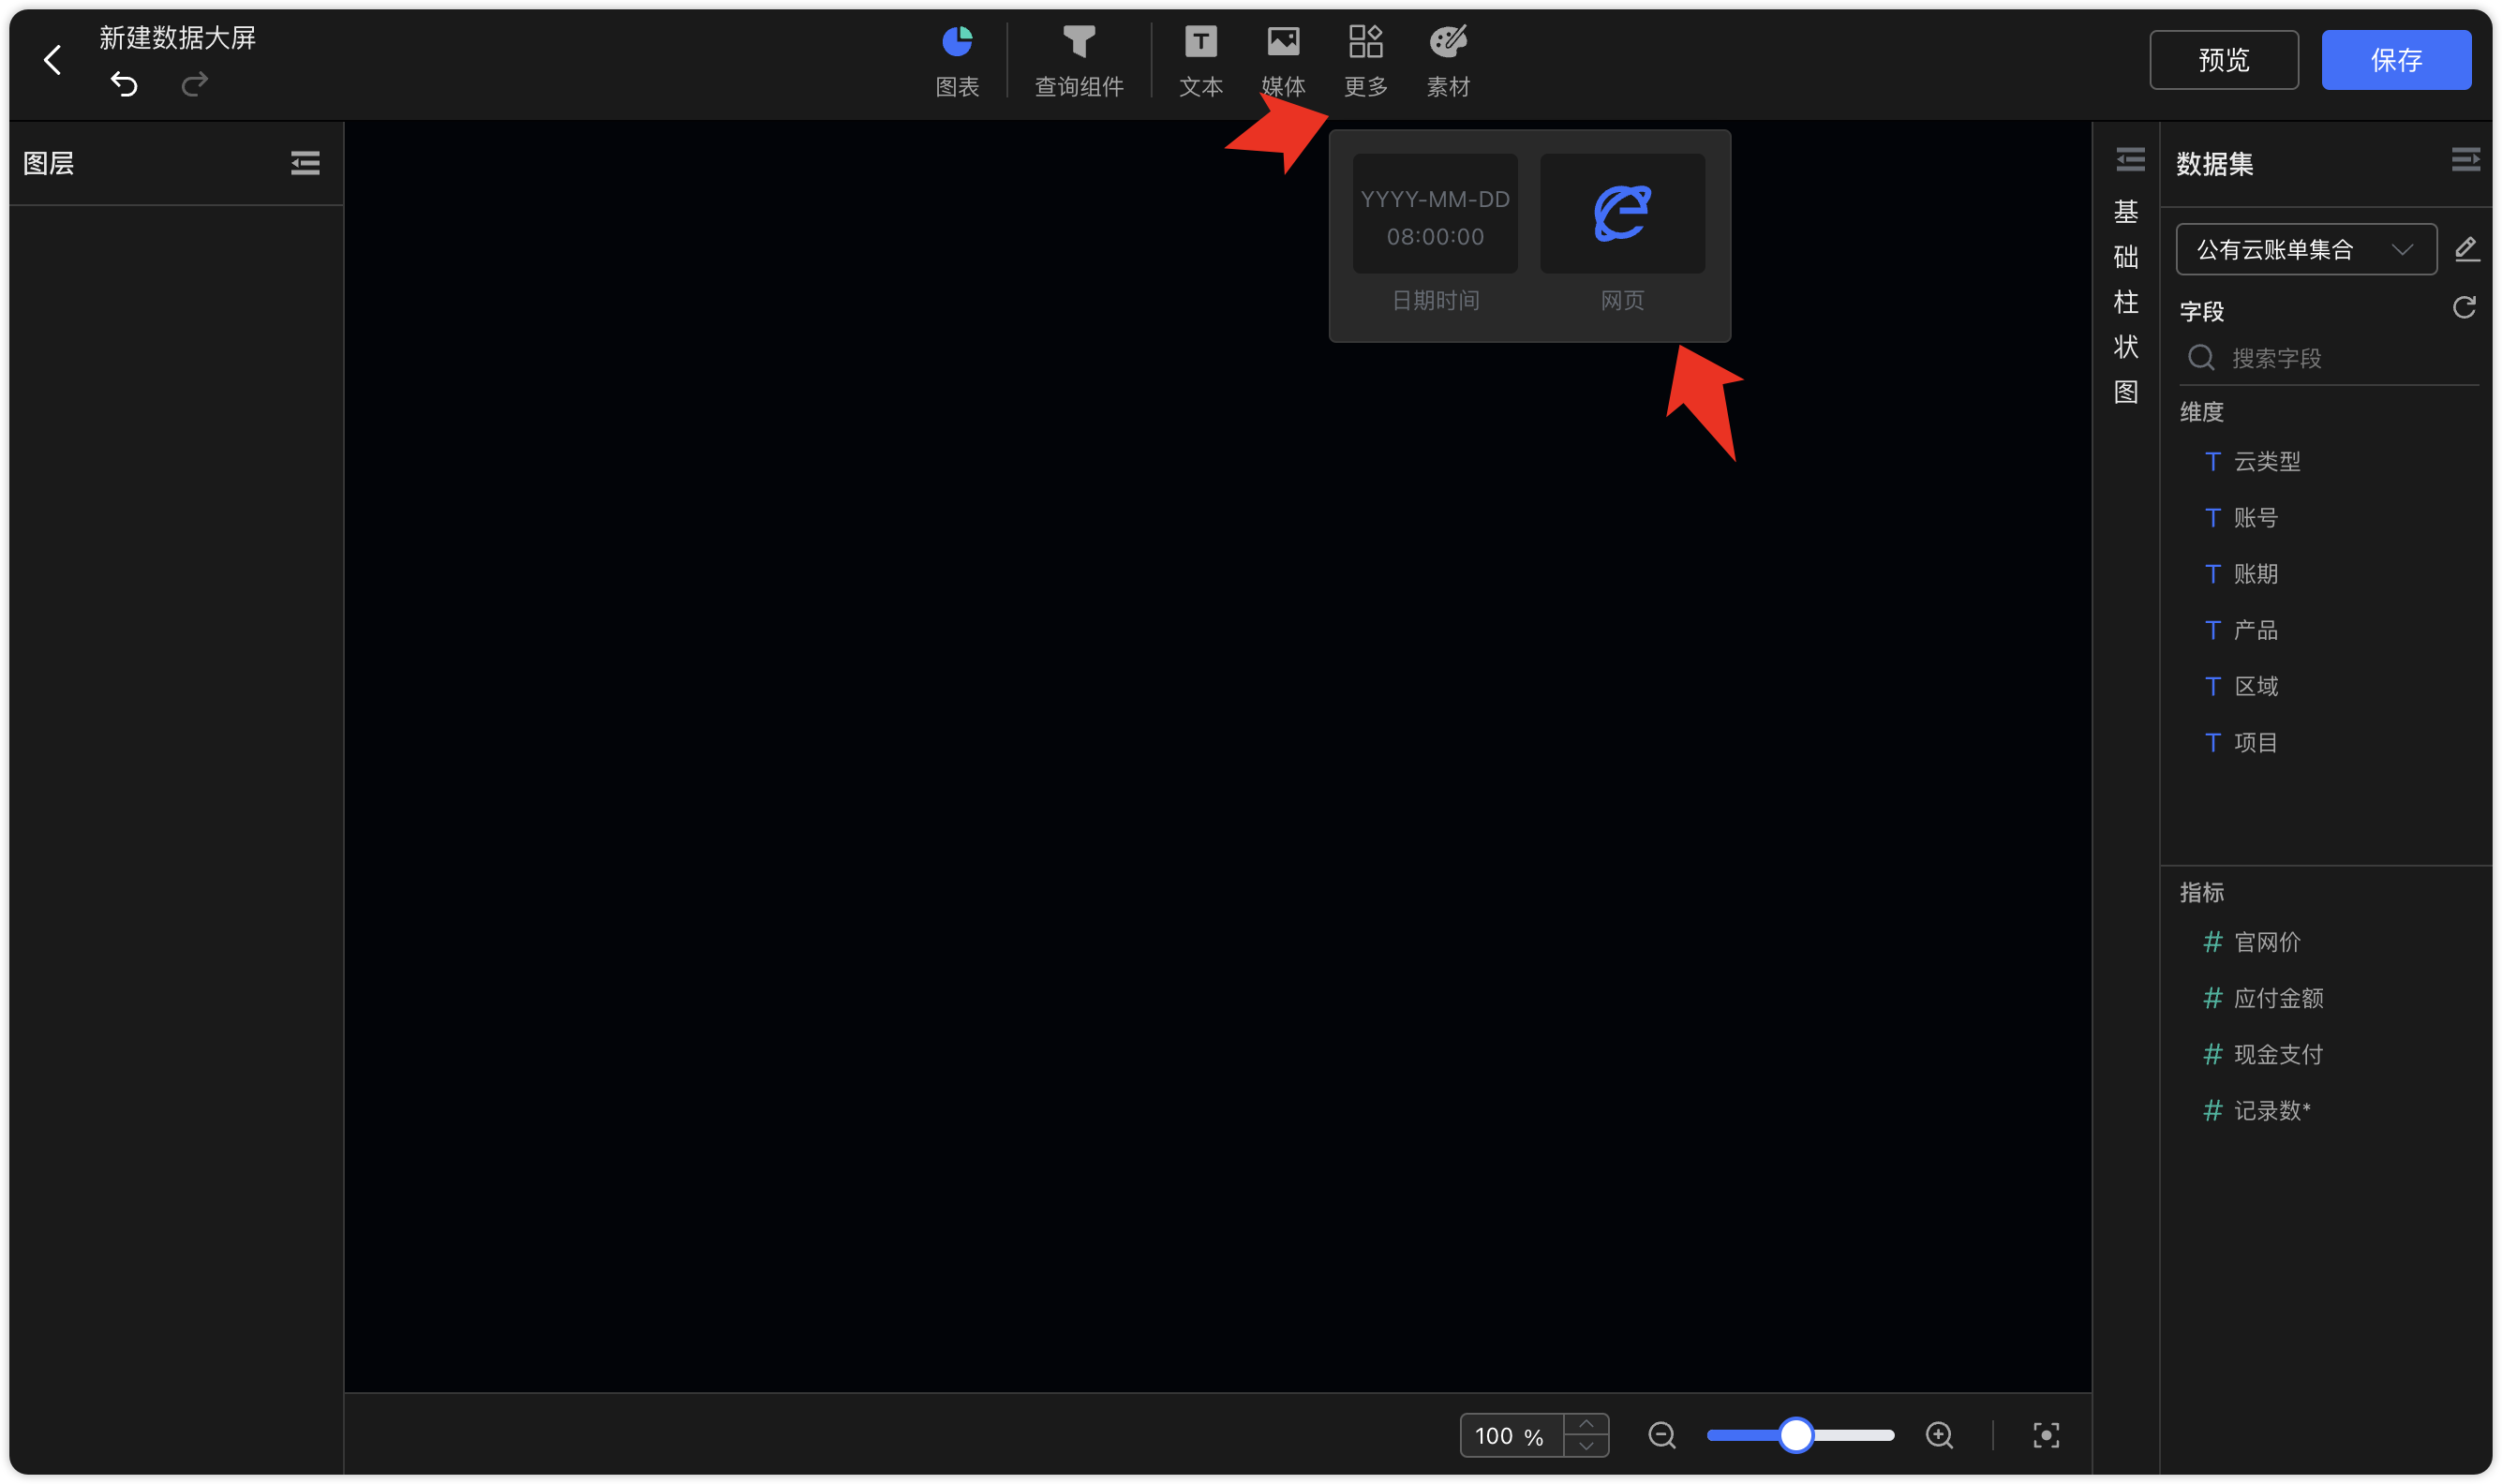 新建数据大屏
图表
查询组件
文本
媒体
更多
素材
预览
保存
图层
YYYY-MM-DD
08:00:00
日期时间
网页
基
础
柱
状
图
数据集
公有云账单集合
字段
搜索字段
维度
T 云类型
T 账号
T 账期
T 产品
T 区域
T 项目
指标
# 官网价
# 应付金额
# 现金支付
# 记录数*
100 %